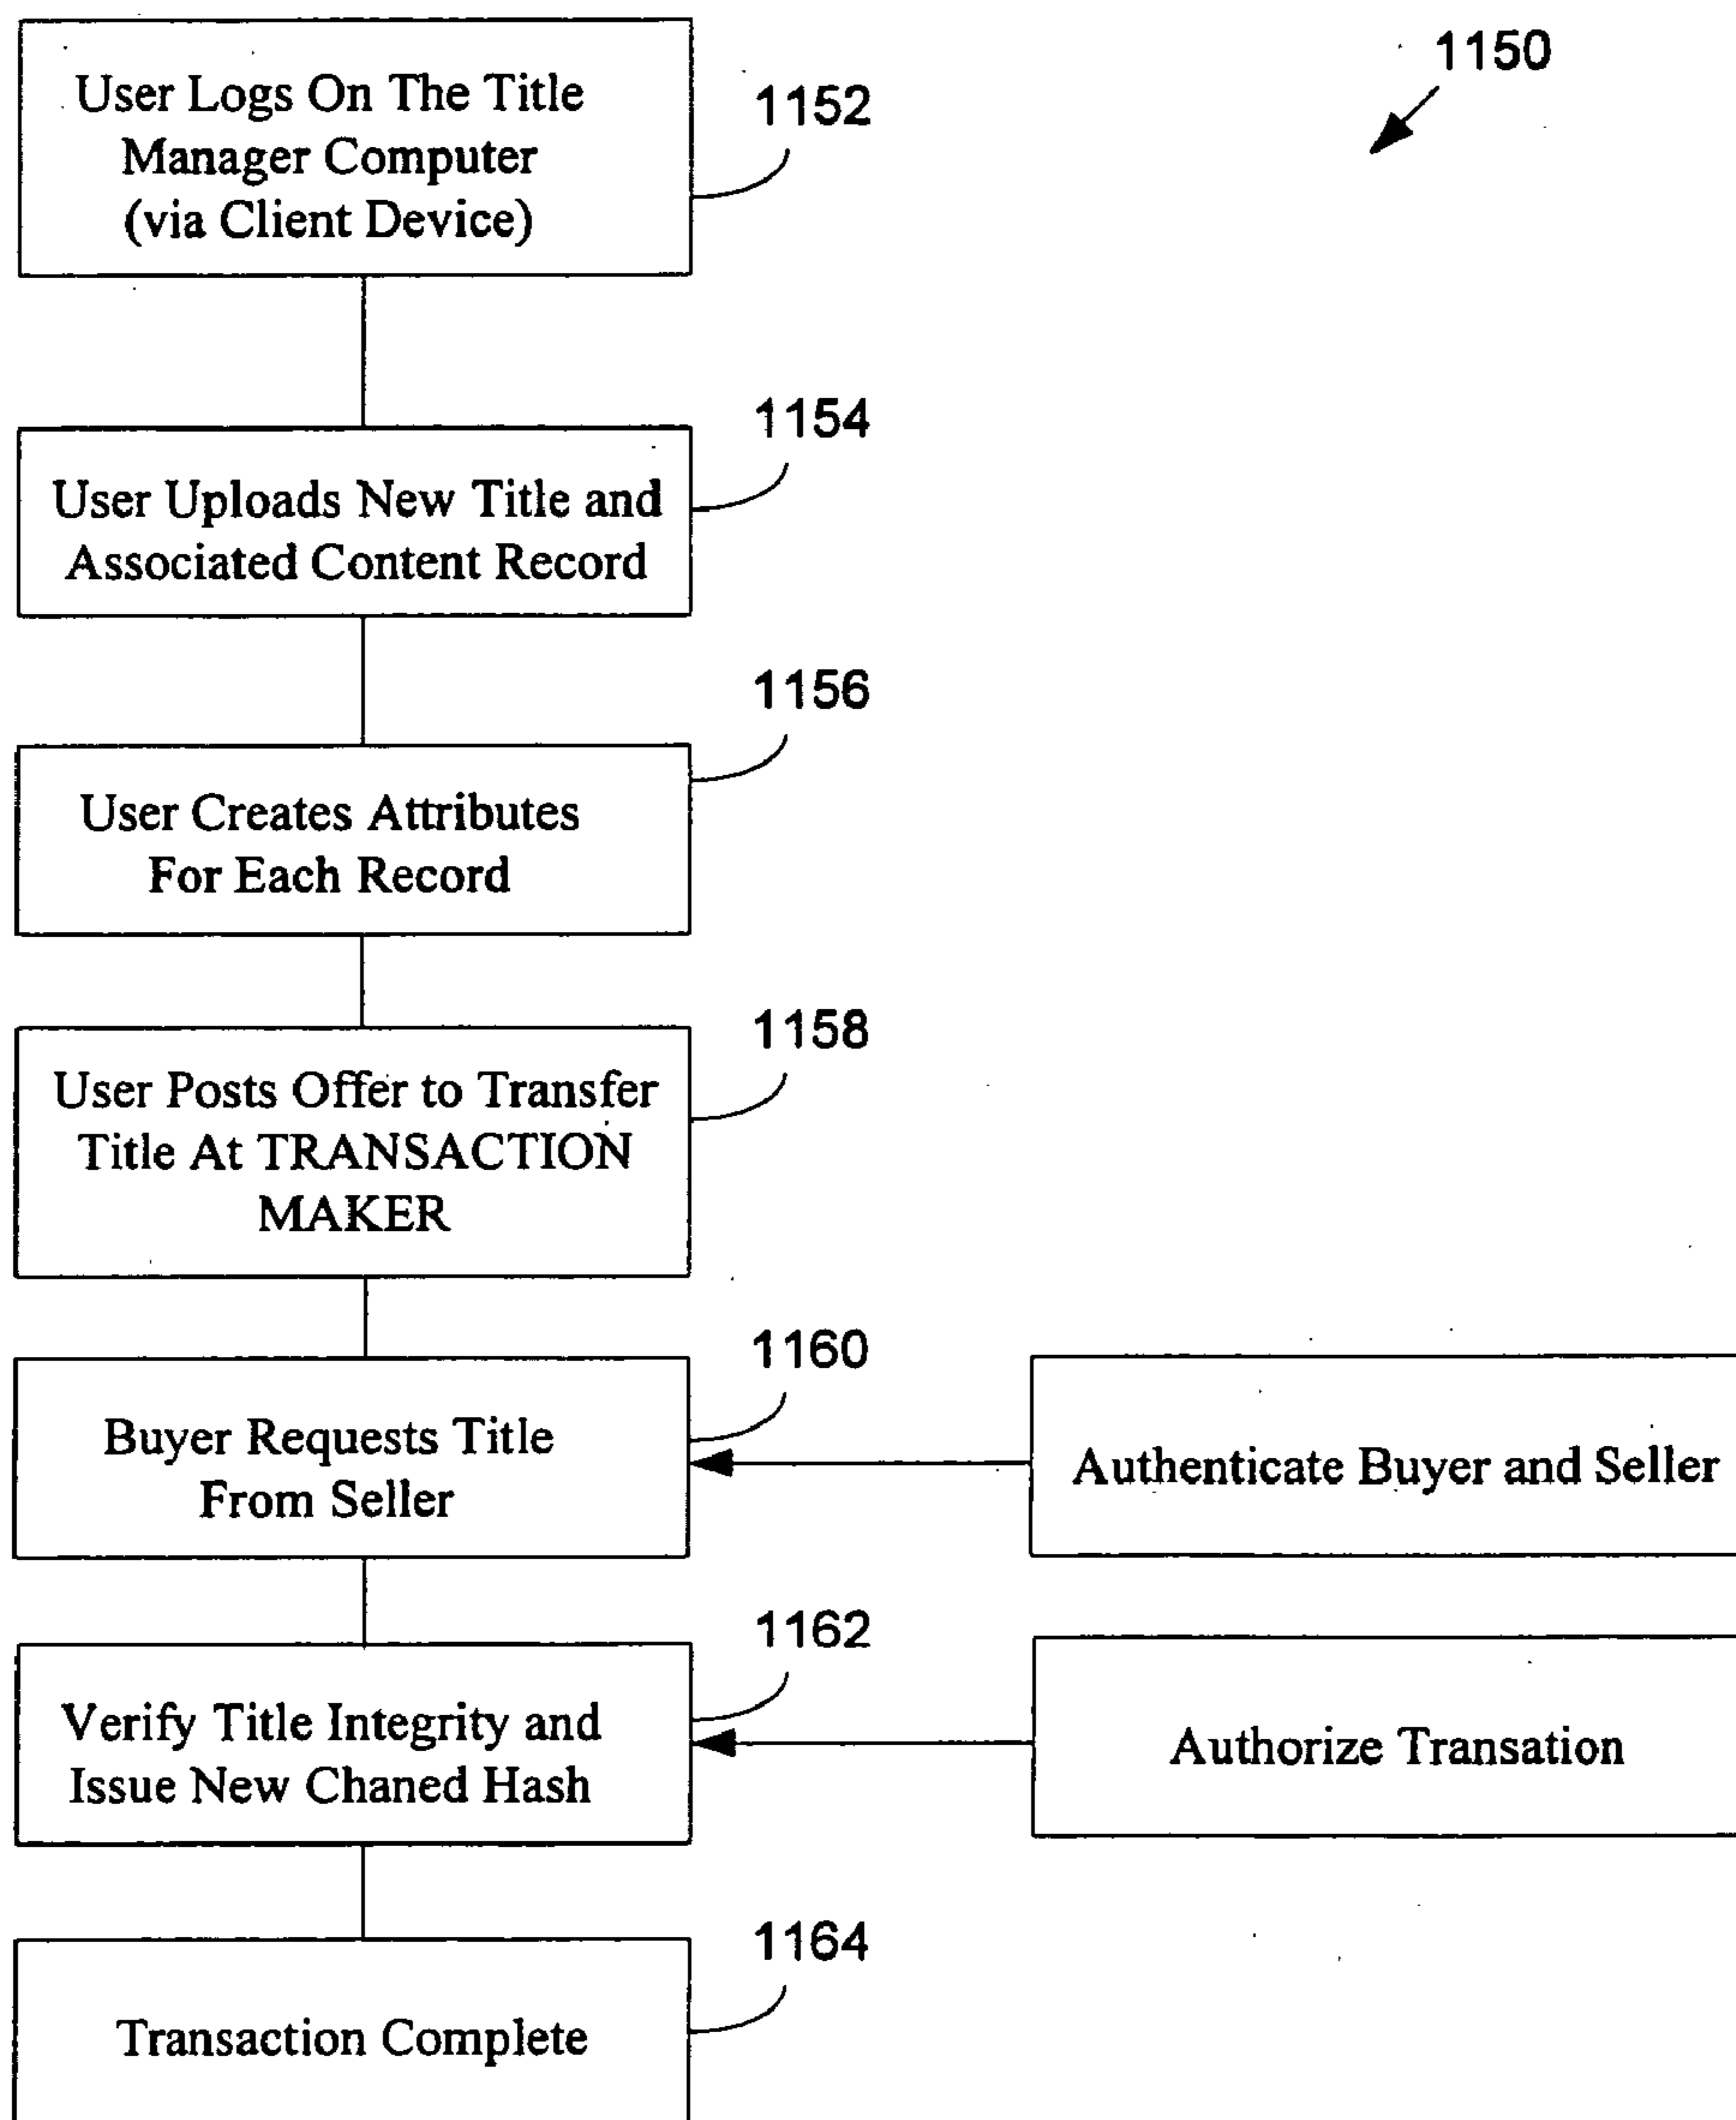 1150
User Logs On The Title
Manager Computer
(via Client Device)
1152
1154
User Uploads New Title and
Associated Content Record
1156
User Creates Attributes
For Each Record
1158
User Posts Offer to Transfer
Title At TRANSACTION
MAKER
1160
Buyer Requests Title
From Seller
Authenticate Buyer and Seller
1162
Verify Title Integrity and
Issue New Chaned Hash
Authorize Transation
1164
Transaction Complete